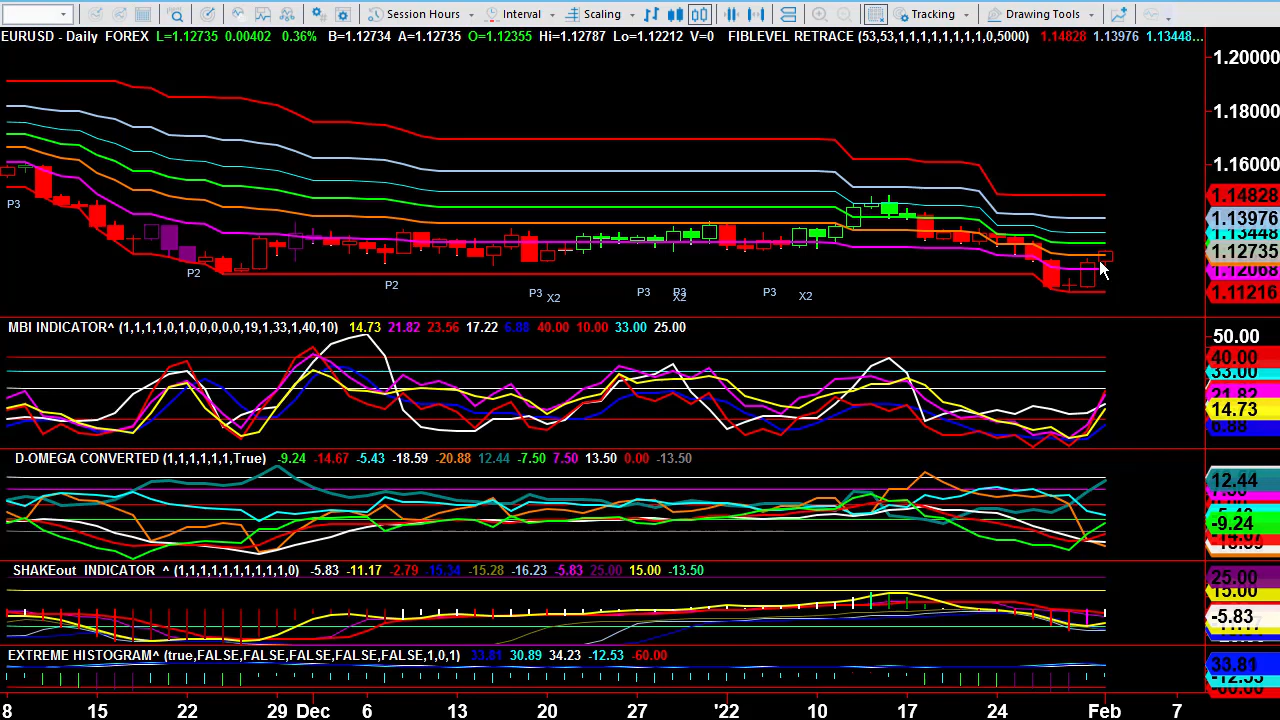 Session Hours Interval Scaling Tracking Drawing Tools
EURUSD - Daily FOREX L=1.12735 0.00402 0.36% B=1.12734 A=1.12735 O=1.12355 Hi=1.12787 Lo=1.12212 V=0 FIBLEVEL RETRACE (53,53,1,1,1,1,1,1,1,1,0,5000) 1.14828 1.13976 1.13448...
1.20000
1.18000
1.16000
1.14828
1.13976
1.13448
1.12735
1.12068
1.11216
P3
P2
P2
P3
X2
P3
P3
X2
P3
X2
MBI INDICATOR^ (1,1,1,1,0,1,0,0,0,0,0,19,1,33,1,40,10) 14.73 21.82 23.56 17.22 6.88 40.00 10.00 33.00 25.00
50.00
40.00
33.00
21.82
14.73
6.88
D-OMEGA CONVERTED (1,1,1,1,1,1,True) -9.24 -14.67 -5.43 -18.59 -20.88 12.44 -7.50 7.50 13.50 0.00 -13.50
12.44
-9.24
SHAKEout INDICATOR ^ (1,1,1,1,1,1,1,1,1,1,1,0) -5.83 -11.17 -2.79 -15.34 -15.28 -16.23 -5.83 25.00 15.00 -13.50
25.00
15.00
-5.83
EXTREME HISTOGRAM^ (true,FALSE,FALSE,FALSE,FALSE,FALSE,1,0,1) 33.81 30.89 34.23 -12.53 -60.00
33.81
-12.53
8 15 22 29 Dec 6 13 20 27 '22 10 17 24 Feb 7